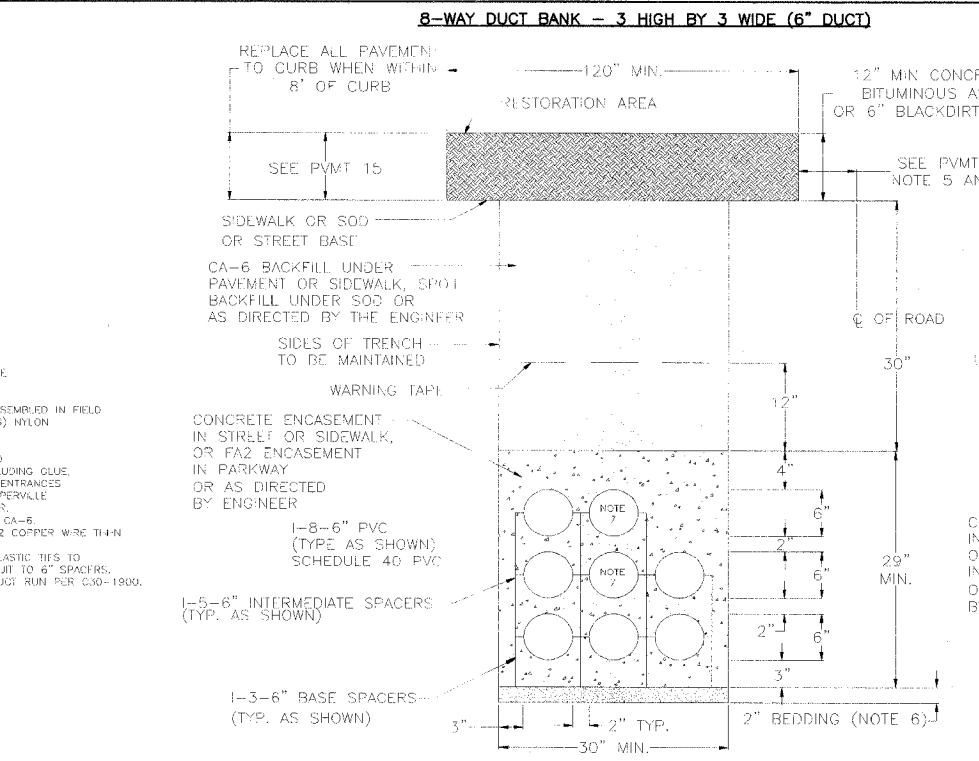 8-WAY DUCT BANK - 3 HIGH BY 3 WIDE (6" DUCT)
REPLACE ALL PAVEMEN
TO CURB WHEN WITHIN
8' OF CURB
120" MIN.
RESTORATION AREA
12" MIN CONCR
BITUMINOUS AS
OR 6" BLACKDIRT
SEE PVMT 15
SEE PVMT
NOTE 5 AN
SIDEWALK OR SOD
OR STREET BASE
CA-6 BACKFILL UNDER
PAVEMENT OR SIDEWALK, SPOIL
BACKFILL UNDER SOD OR
AS DIRECTED BY THE ENGINEER
℄ OF ROAD
SIDES OF TRENCH
TO BE MAINTAINED
30"
WARNING TAPE
12"
E
SEMBLED IN FIELD
S) NYLON
CONCRETE ENCASEMENT
IN STREET OR SIDEWALK,
OR FA2 ENCASEMENT
IN PARKWAY
OR AS DIRECTED
BY ENGINEER
LUDING GLUE,
ENTRANCES
PERVILLE
R.
CA-6.
2 COPPER WIRE THHN
LASTIC TIES TO
UIT TO 6" SPACERS.
UCT RUN PER C30-1900.
4"
NOTE
7
6"
1-8-6" PVC
(TYPE AS SHOWN)
SCHEDULE 40 PVC
2"
NOTE
7
6"
29"
MIN.
C
IN
O
IN
O
B
1-5-6" INTERMEDIATE SPACERS
(TYP. AS SHOWN)
2"
6"
3"
1-3-6" BASE SPACERS
(TYP. AS SHOWN)
3"
2" TYP.
2" BEDDING (NOTE 6)
30" MIN.